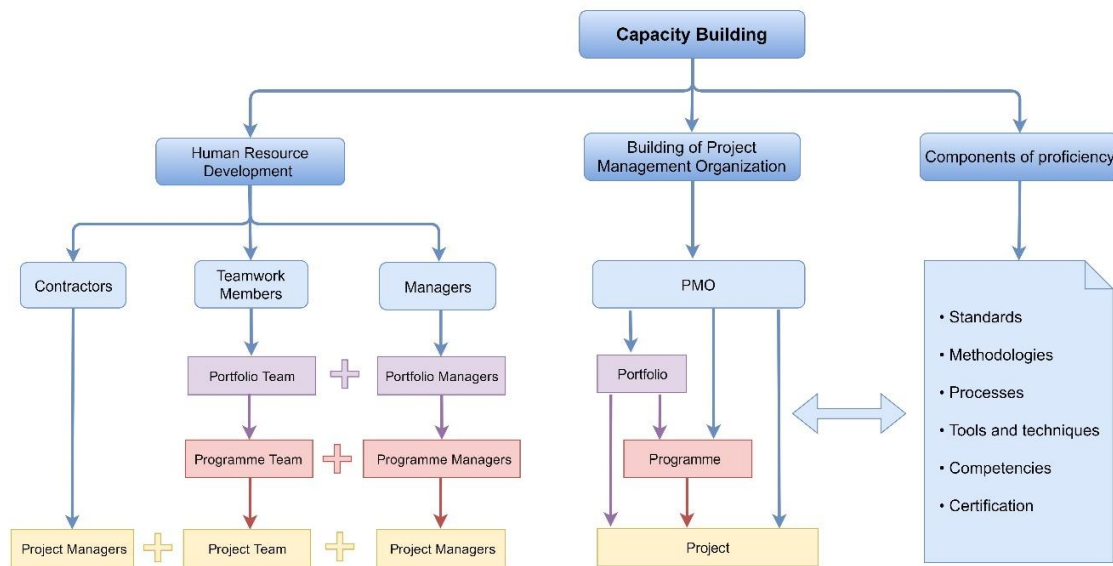 Capacity Building
Human Resource
Development
Building of Project
Management Organization
Components of proficiency
Contractors
Teamwork
Members
Managers
PMO
• Standards
• Methodologies
• Processes
• Tools and techniques
• Competencies
• Certification
Portfolio Team
Portfolio Managers
Portfolio
Programme Team
Programme Managers
Programme
Project Managers
Project Team
Project Managers
Project